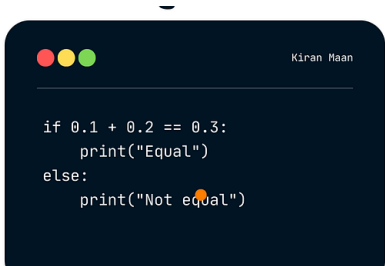 Kiran Maan
if 0.1 + 0.2 == 0.3:
    print("Equal")
else:
    print("Not equal")